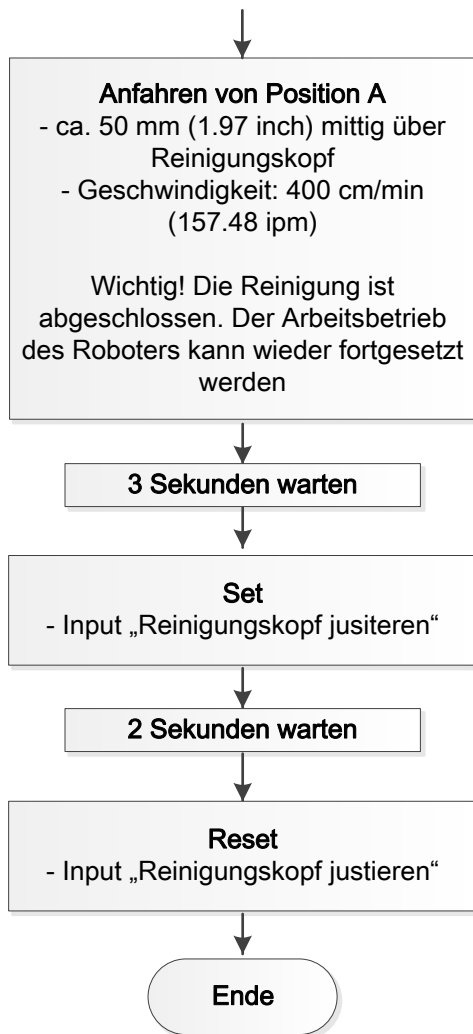 Anfahren von Position A
- ca. 50 mm (1.97 inch) mittig über
Reinigungskopf
- Geschwindigkeit: 400 cm/min
(157.48 ipm)
Wichtig! Die Reinigung ist
abgeschlossen. Der Arbeitsbetrieb
des Roboters kann wieder fortgesetzt
werden
3 Sekunden warten
Set
- Input „Reinigungskopf jusiteren“
2 Sekunden warten
Reset
- Input „Reinigungskopf justieren“
Ende